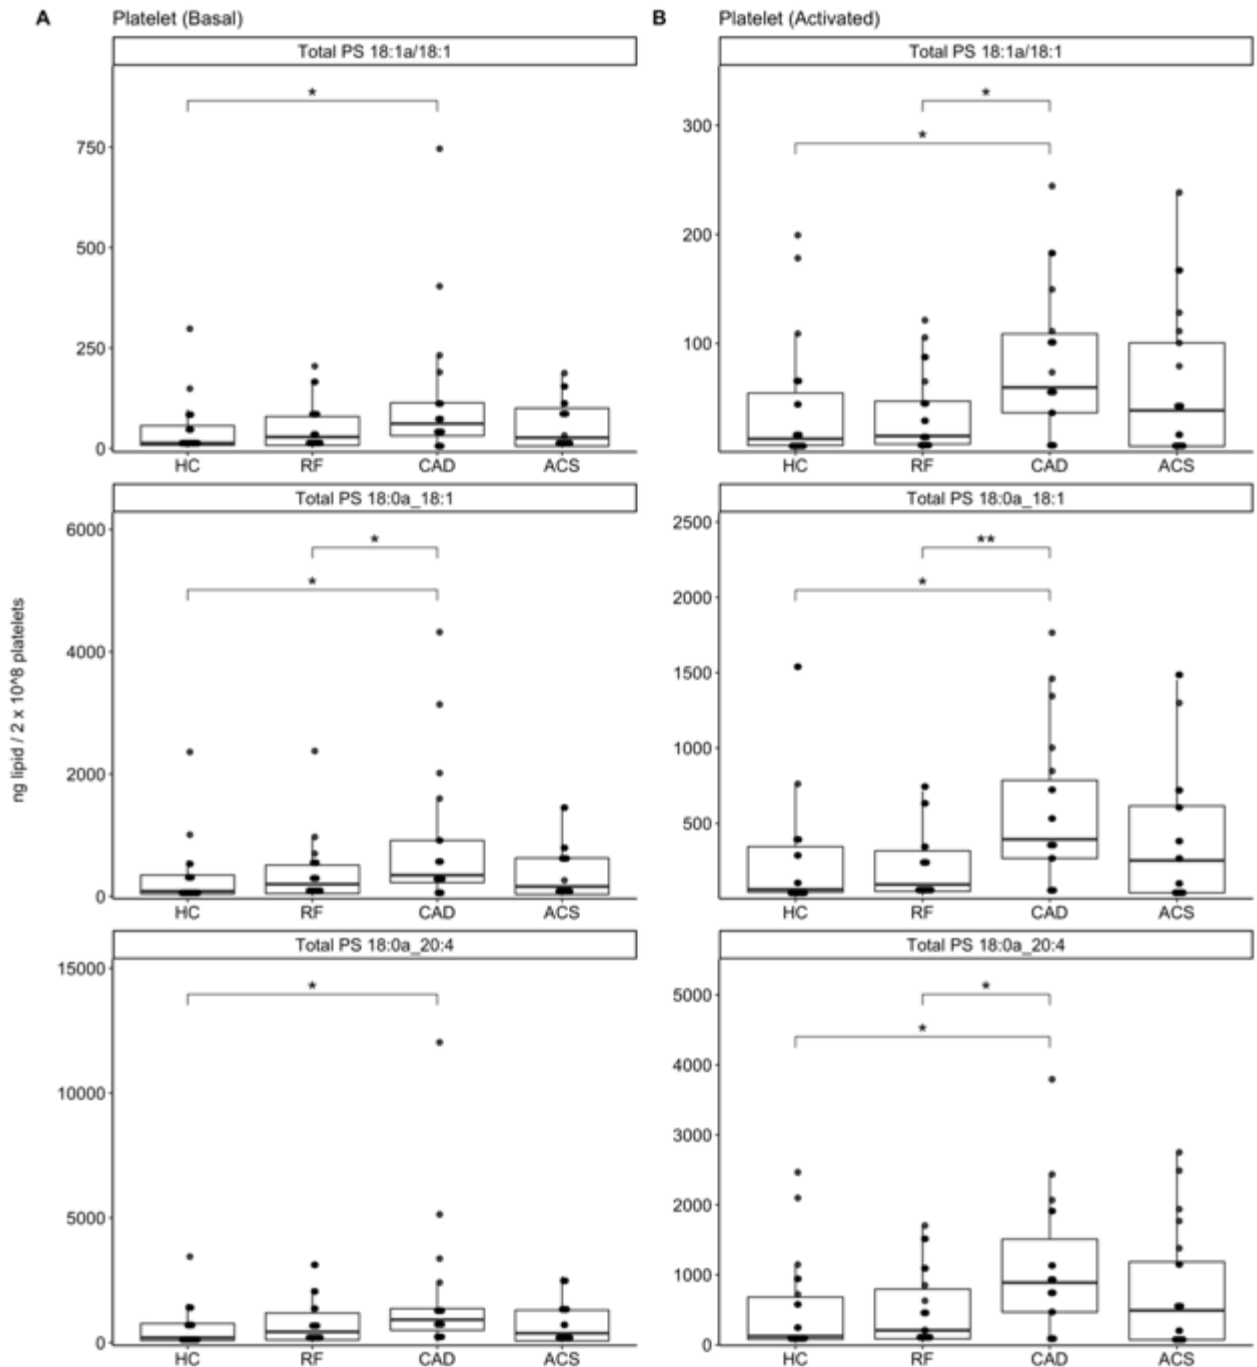 A Platelet (Basal)
B Platelet (Activated)
ng lipid / 2 x 10^8 platelets
Total PS 18:1a/18:1
*
750
500
250
0
HC RF CAD ACS
Total PS 18:1a/18:1
*
*
300
200
100
HC RF CAD ACS
Total PS 18:0a_18:1
*
*
6000
4000
2000
0
HC RF CAD ACS
Total PS 18:0a_18:1
**
*
2500
2000
1500
1000
500
HC RF CAD ACS
Total PS 18:0a_20:4
*
15000
10000
5000
0
HC RF CAD ACS
Total PS 18:0a_20:4
*
*
5000
4000
3000
2000
1000
0
HC RF CAD ACS